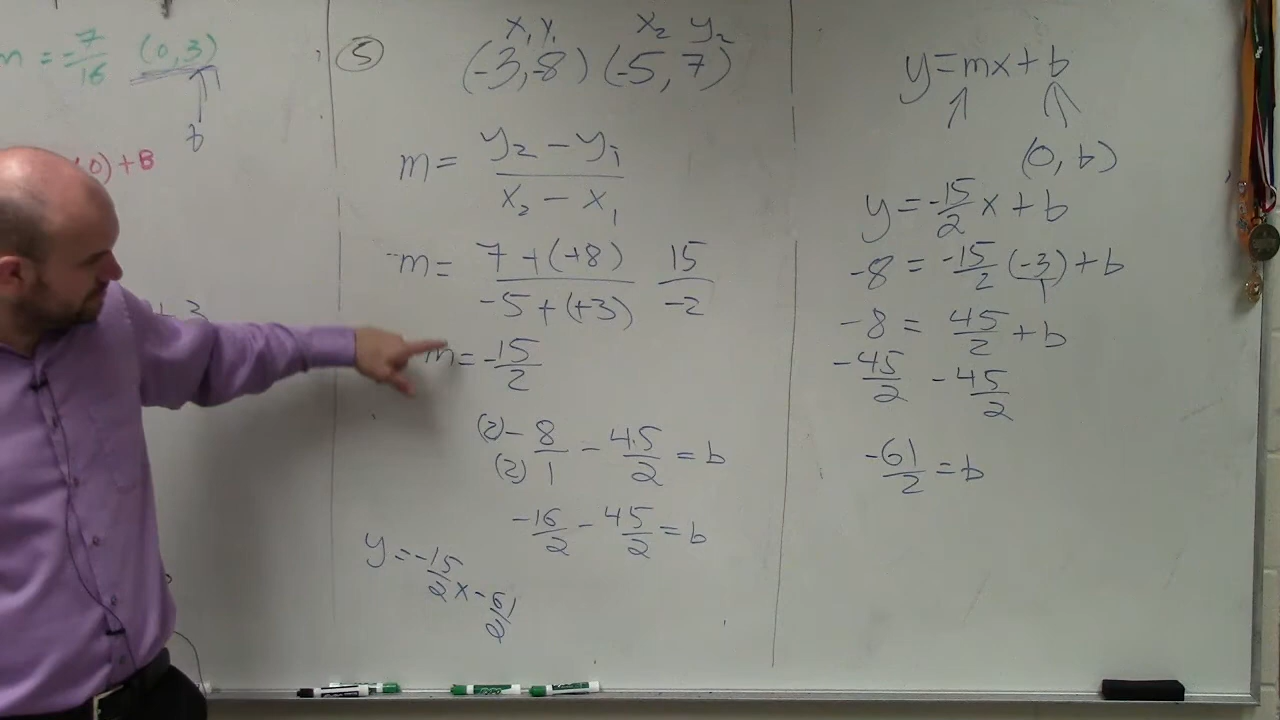 m = -7/16 (0,3)
b
0) + B
+ 3
⑤
x₁ y₁ x₂ y₂
(-3,-8) (-5,7)
m = y₂ - y₁ / x₂ - x₁
m = 7 + (+8) / -5 + (+3) 15/-2
m = -15/2
(2) -8/1 (2) - 45/2 = b
-16/2 - 45/2 = b
y = -15/2 x - 61/2
y = mx + b
(0, b)
y = -15/2 x + b
-8 = -15/2 (-3)/1 + b
-8 = 45/2 + b
-45/2 -45/2
-61/2 = b